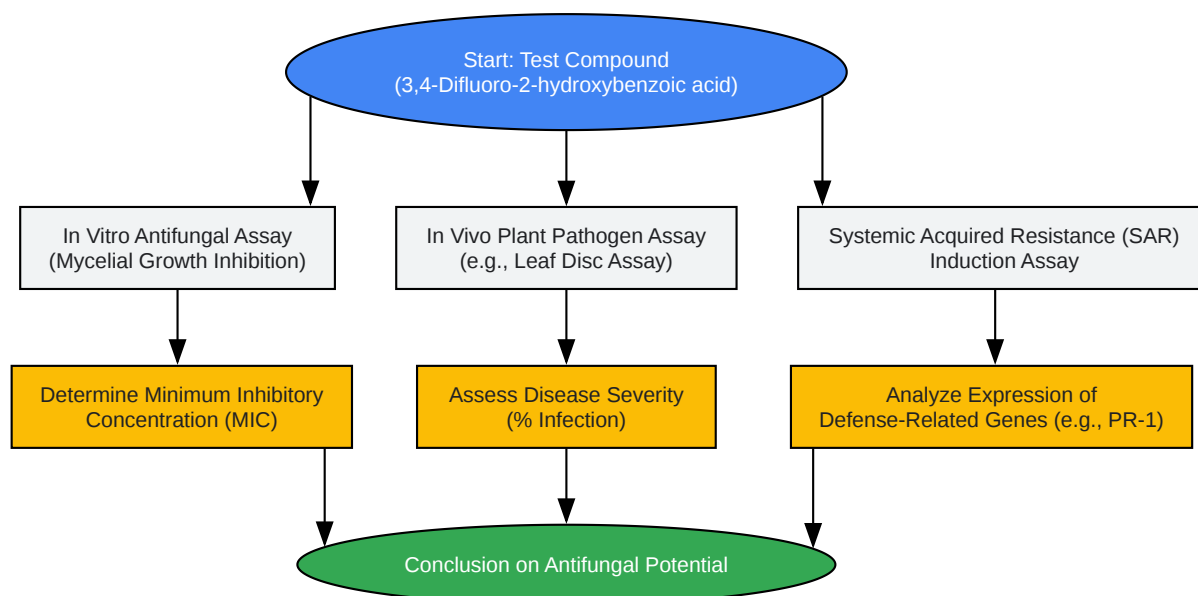 Start: Test Compound
(3,4-Difluoro-2-hydroxybenzoic acid)
In Vitro Antifungal Assay
(Mycelial Growth Inhibition)
In Vivo Plant Pathogen Assay
(e.g., Leaf Disc Assay)
Systemic Acquired Resistance (SAR)
Induction Assay
Determine Minimum Inhibitory
Concentration (MIC)
Assess Disease Severity
(% Infection)
Analyze Expression of
Defense-Related Genes (e.g., PR-1)
Conclusion on Antifungal Potential